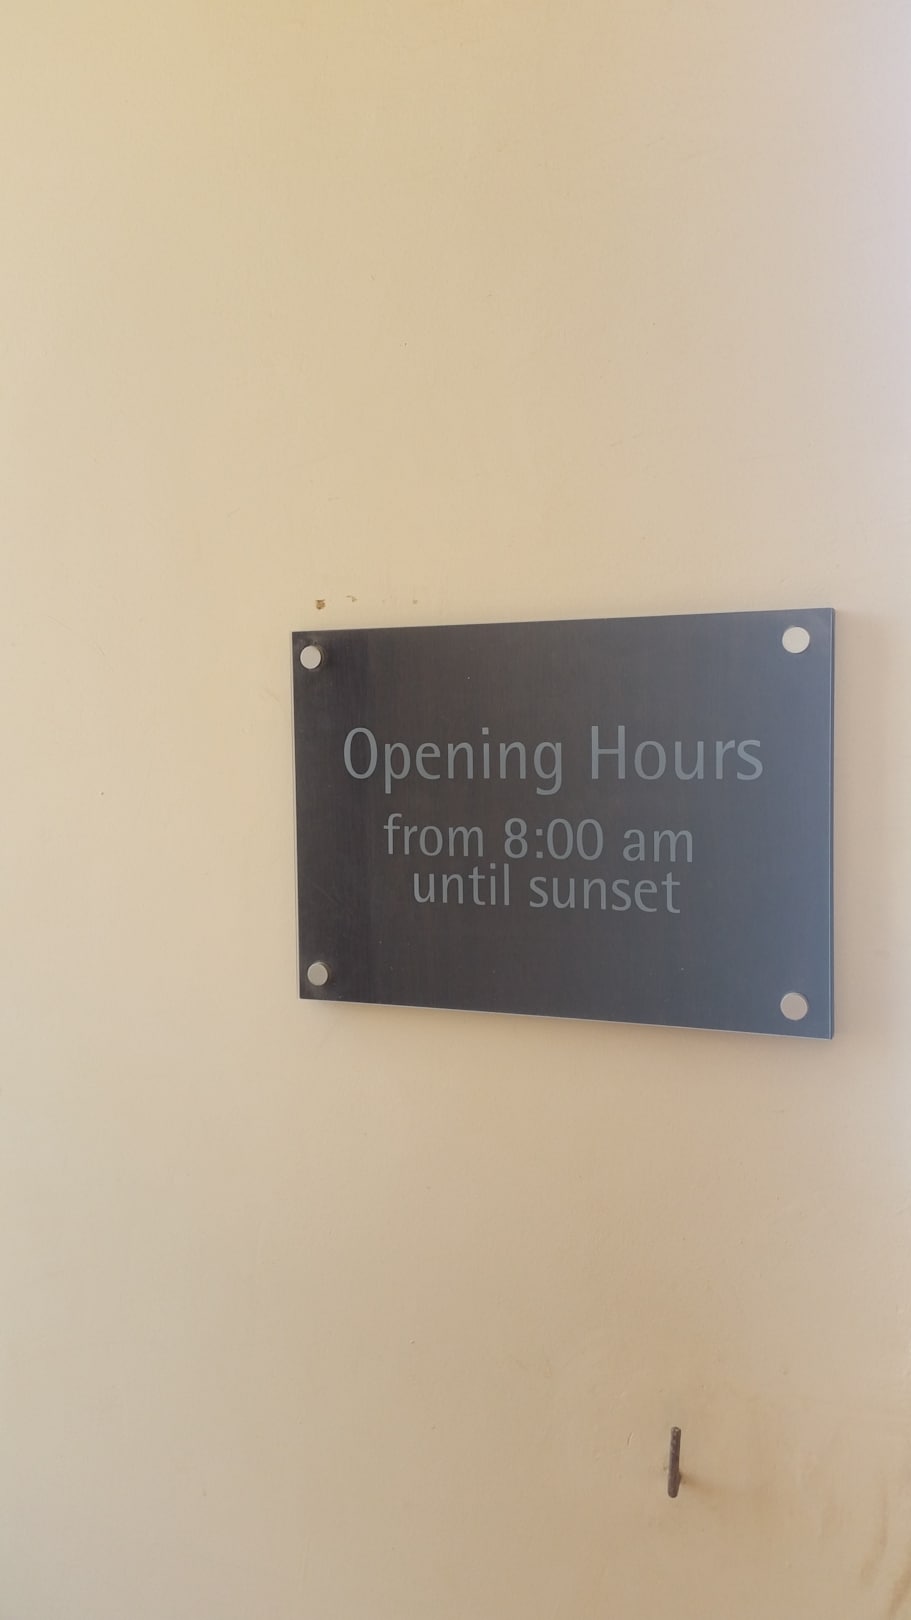 Opening Hours
from 8:00 am
until sunset